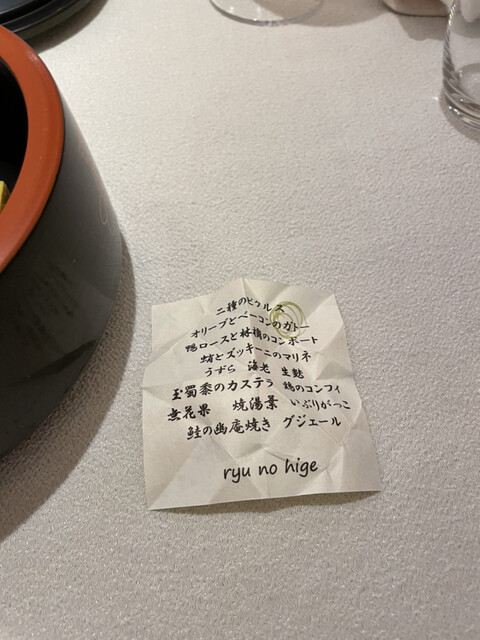 二種のピクルス
オリーブとベーコンのガトー
鴨ロースと林檎のコンポート
蛸とズッキーニのマリネ
うずら 海老 生麩
玉蜀黍のカステラ 鶏のコンフィ
無花果 焼湯葉 いぶりがっこ
鮭の幽庵焼き グジェール
ryu no hige